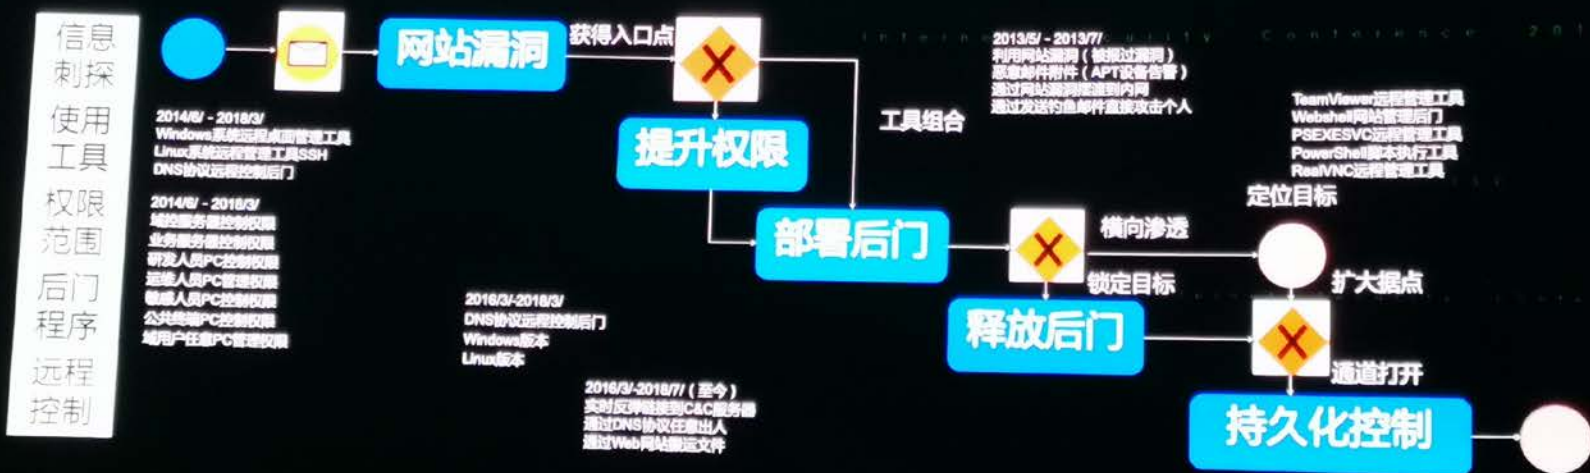 信息
刺探
使用
工具
权限
范围
后门
程序
远程
控制
网站漏洞
获得入口点
2013/5/ - 2013/7/
利用网站漏洞（被报过漏洞）
恶意邮件附件（APT设备告警）
通过网站漏洞摆渡到内网
通过发送钓鱼邮件直接攻击个人
工具组合
TeamViewer远程管理工具
Webshell网站管理后门
PSEXESVC远程管理工具
PowerShell脚本执行工具
RealVNC远程管理工具
2014/6/ - 2018/3/
Windows系统远程桌面管理工具
Linux系统远程管理工具SSH
DNS协议远程控制后门
提升权限
2014/6/ - 2018/3/
域控服务器控制权限
业务服务器控制权限
研发人员PC控制权限
运维人员PC管理权限
敏感人员PC控制权限
公共终端PC控制权限
域用户任意PC管理权限
部署后门
横向渗透
定位目标
锁定目标
扩大据点
2016/3/-2018/3/
DNS协议远程控制后门
Windows版本
Linux版本
释放后门
通道打开
2016/3/-2018/7/（至今）
实时反弹链接到C&C服务器
通过DNS协议任意出入
通过Web网站搬运文件
持久化控制